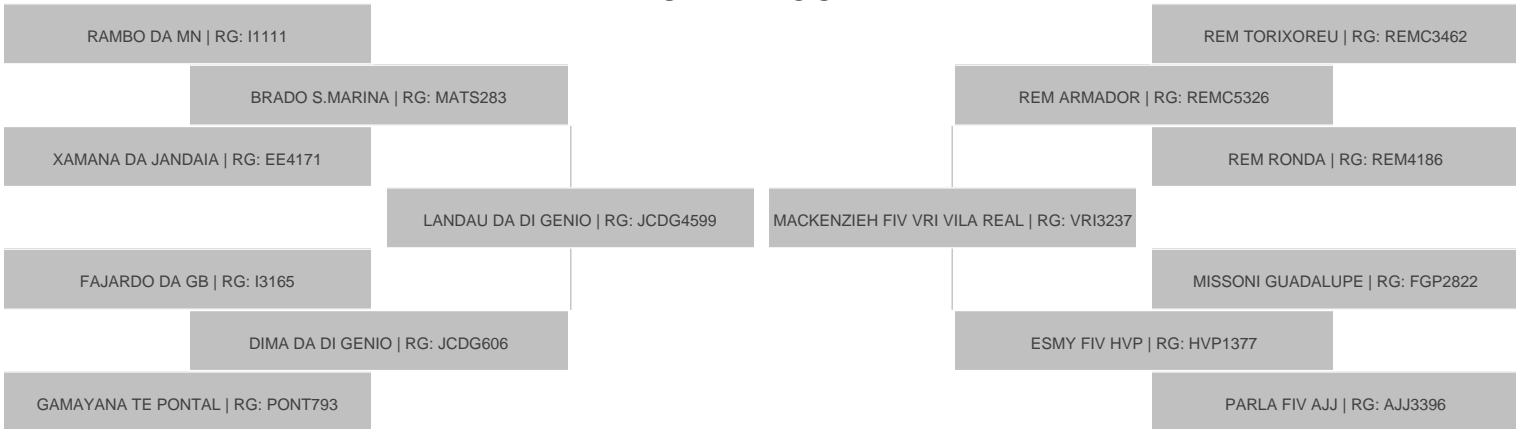 RAMBO DA MN | RG: I1111
REM TORIXOREU | RG: REMC3462
BRADO S.MARINA | RG: MATS283
REM ARMADOR | RG: REMC5326
XAMANA DA JANDAIA | RG: EE4171
REM RONDA | RG: REM4186
LANDAU DA DI GENIO | RG: JCDG4599
MACKENZIEH FIV VRI VILA REAL | RG: VRI3237
FAJARDO DA GB | RG: I3165
MISSONI GUADALUPE | RG: FGP2822
DIMA DA DI GENIO | RG: JCDG606
ESMY FIV HVP | RG: HVP1377
GAMAYANA TE PONTAL | RG: PONT793
PARLA FIV AJJ | RG: AJJ3396